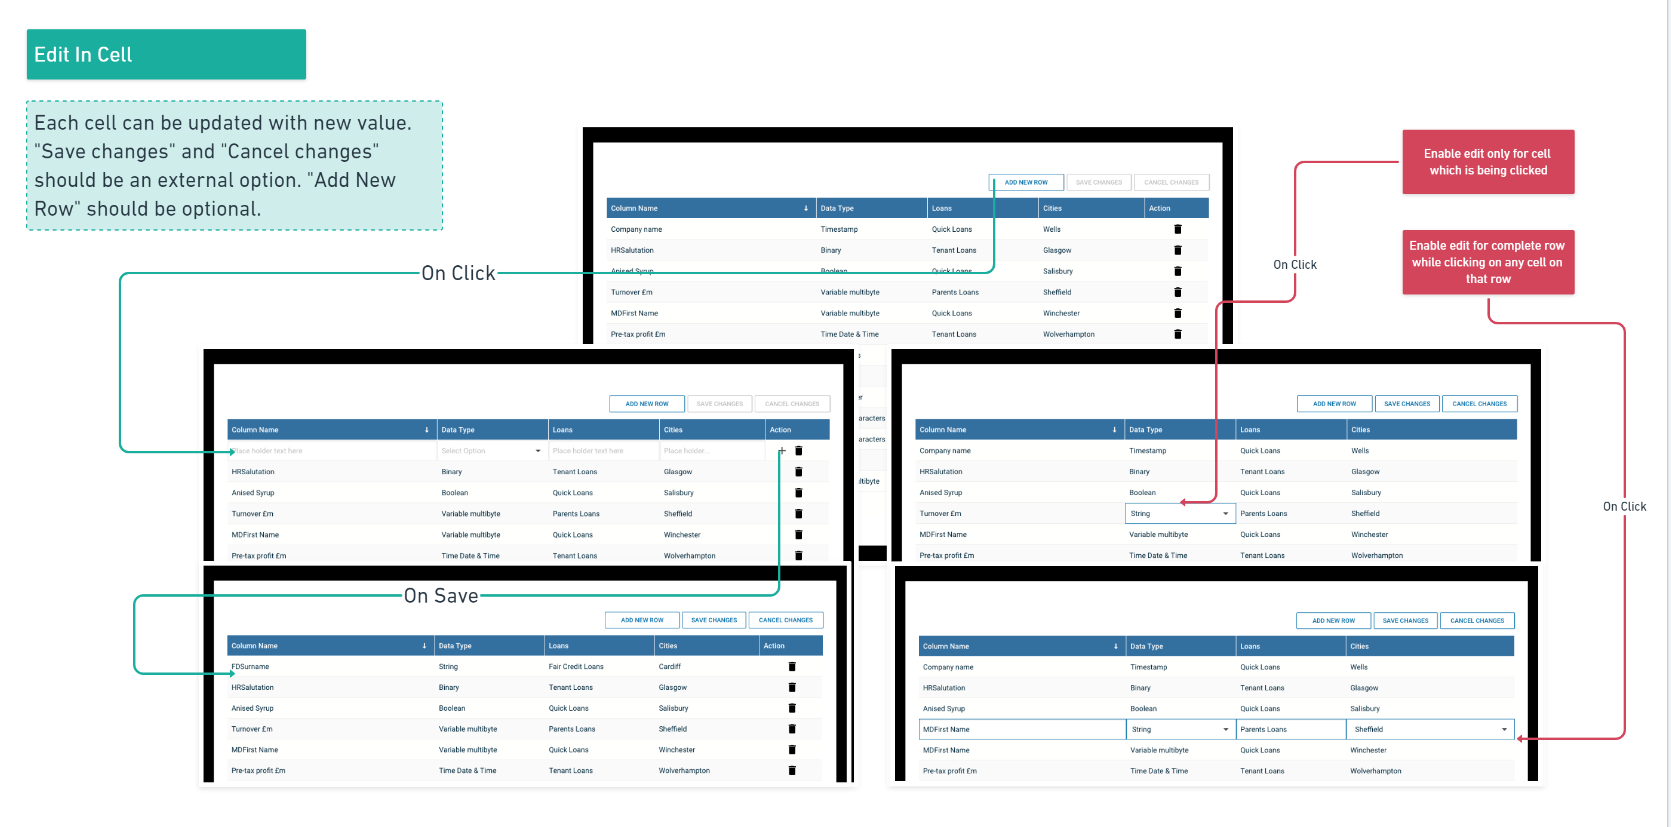 Edit In Cell
Each cell can be updated with new value.
"Save changes" and "Cancel changes"
should be an external option. "Add New
Row" should be optional.
Enable edit only for cell
which is being clicked
Enable edit for complete row
while clicking on any cell on
that row
On Click
On Click
On Click
On Save
ADD NEW ROW SAVE CHANGES CANCEL CHANGES
Column Name ↓ Data Type Loans Cities Action
Company name Timestamp Quick Loans Wells
HRSalutation Binary Tenant Loans Glasgow
Anised Syrup Boolean Quick Loans Salisbury
Turnover £m Variable multibyte Parents Loans Sheffield
MDFirst Name Variable multibyte Quick Loans Winchester
Pre-tax profit £m Time Date & Time Tenant Loans Wolverhampton
aracters
aracters
ltibyte
ADD NEW ROW SAVE CHANGES CANCEL CHANGES
Column Name ↓ Data Type Loans Cities Action
Place holder text here Select Option Place holder text here Place holder... +
HRSalutation Binary Tenant Loans Glasgow
Anised Syrup Boolean Quick Loans Salisbury
Turnover £m Variable multibyte Parents Loans Sheffield
MDFirst Name Variable multibyte Quick Loans Winchester
Pre-tax profit £m Time Date & Time Tenant Loans Wolverhampton
ADD NEW ROW SAVE CHANGES CANCEL CHANGES
Column Name ↓ Data Type Loans Cities
Company name Timestamp Quick Loans Wells
HRSalutation Binary Tenant Loans Glasgow
Anised Syrup Boolean Quick Loans Salisbury
Turnover £m String Parents Loans Sheffield
MDFirst Name Variable multibyte Quick Loans Winchester
Pre-tax profit £m Time Date & Time Tenant Loans Wolverhampton
ADD NEW ROW SAVE CHANGES CANCEL CHANGES
Column Name ↓ Data Type Loans Cities Action
FDSurname String Fair Credit Loans Cardiff
HRSalutation Binary Tenant Loans Glasgow
Anised Syrup Boolean Quick Loans Salisbury
Turnover £m Variable multibyte Parents Loans Sheffield
MDFirst Name Variable multibyte Quick Loans Winchester
Pre-tax profit £m Time Date & Time Tenant Loans Wolverhampton
ADD NEW ROW SAVE CHANGES CANCEL CHANGES
Column Name ↓ Data Type Loans Cities
Company name Timestamp Quick Loans Wells
HRSalutation Binary Tenant Loans Glasgow
Anised Syrup Boolean Quick Loans Salisbury
MDFirst Name String Parents Loans Sheffield
MDFirst Name Variable multibyte Quick Loans Winchester
Pre-tax profit £m Time Date & Time Tenant Loans Wolverhampton